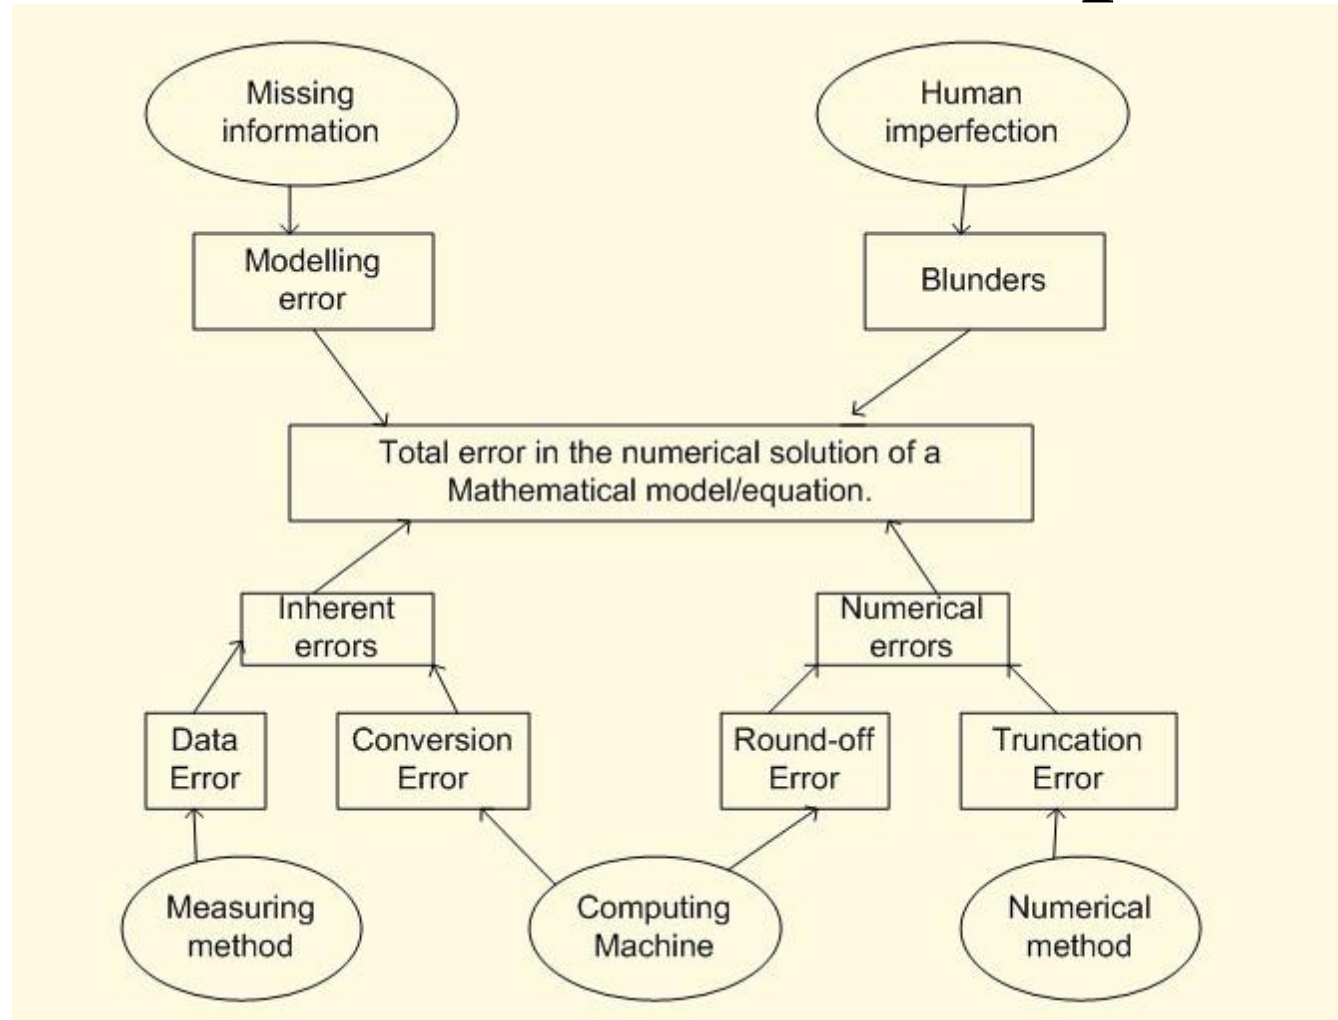 Missing
information
Human
imperfection
Modelling
error
Blunders
Total error in the numerical solution of a
Mathematical model/equation.
Inherent
errors
Numerical
errors
Data
Error
Conversion
Error
Round-off
Error
Truncation
Error
Measuring
method
Computing
Machine
Numerical
method